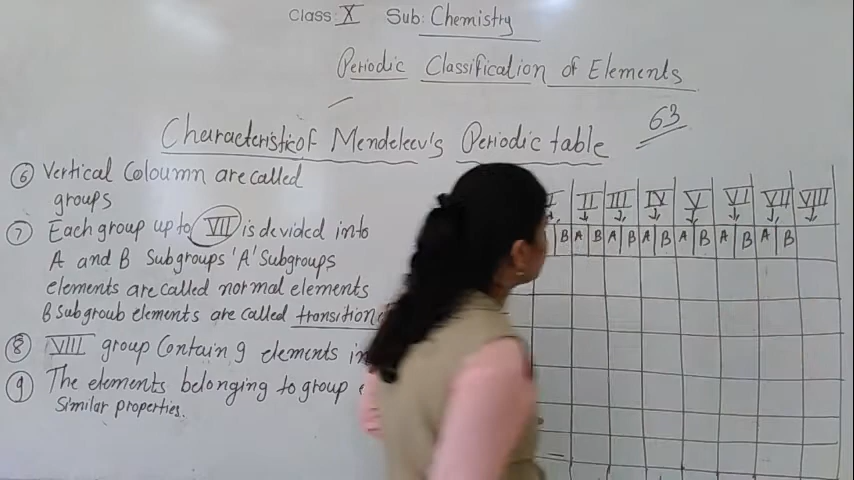 Class: X Sub: Chemistry
Periodic Classification of Elements
63
Characteristic of Mendeleev's Periodic table
6 Vertical Coloumn are called
groups
7 Each group up to VII is devided into
A and B Subgroups 'A' Subgroups
elements are called normal elements
B subgroub elements are called transition
8 VIII group Contain 9 elements in
9 The elements belonging to group
Similar properties.
I II III IV V VI VII VIII
B A B A B A B A B A B A B